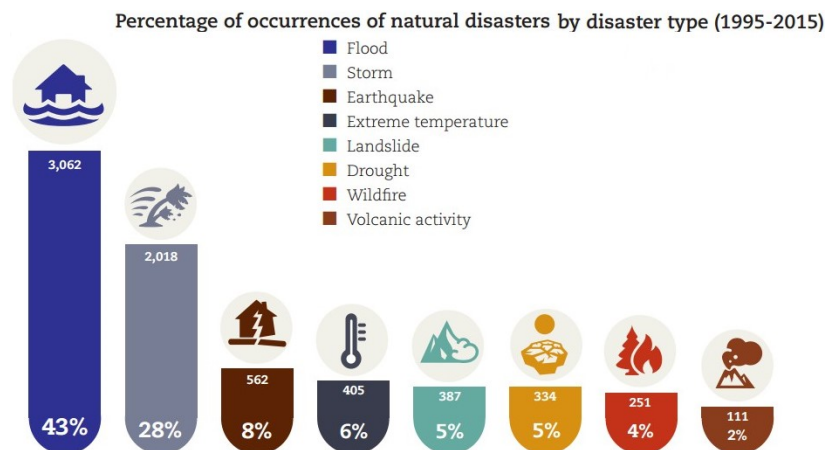 Percentage of occurrences of natural disasters by disaster type (1995-2015)
Flood
Storm
Earthquake
Extreme temperature
Landslide
Drought
Wildfire
Volcanic activity
3,062
43%
2,018
28%
562
8%
405
6%
387
5%
334
5%
251
4%
111
2%